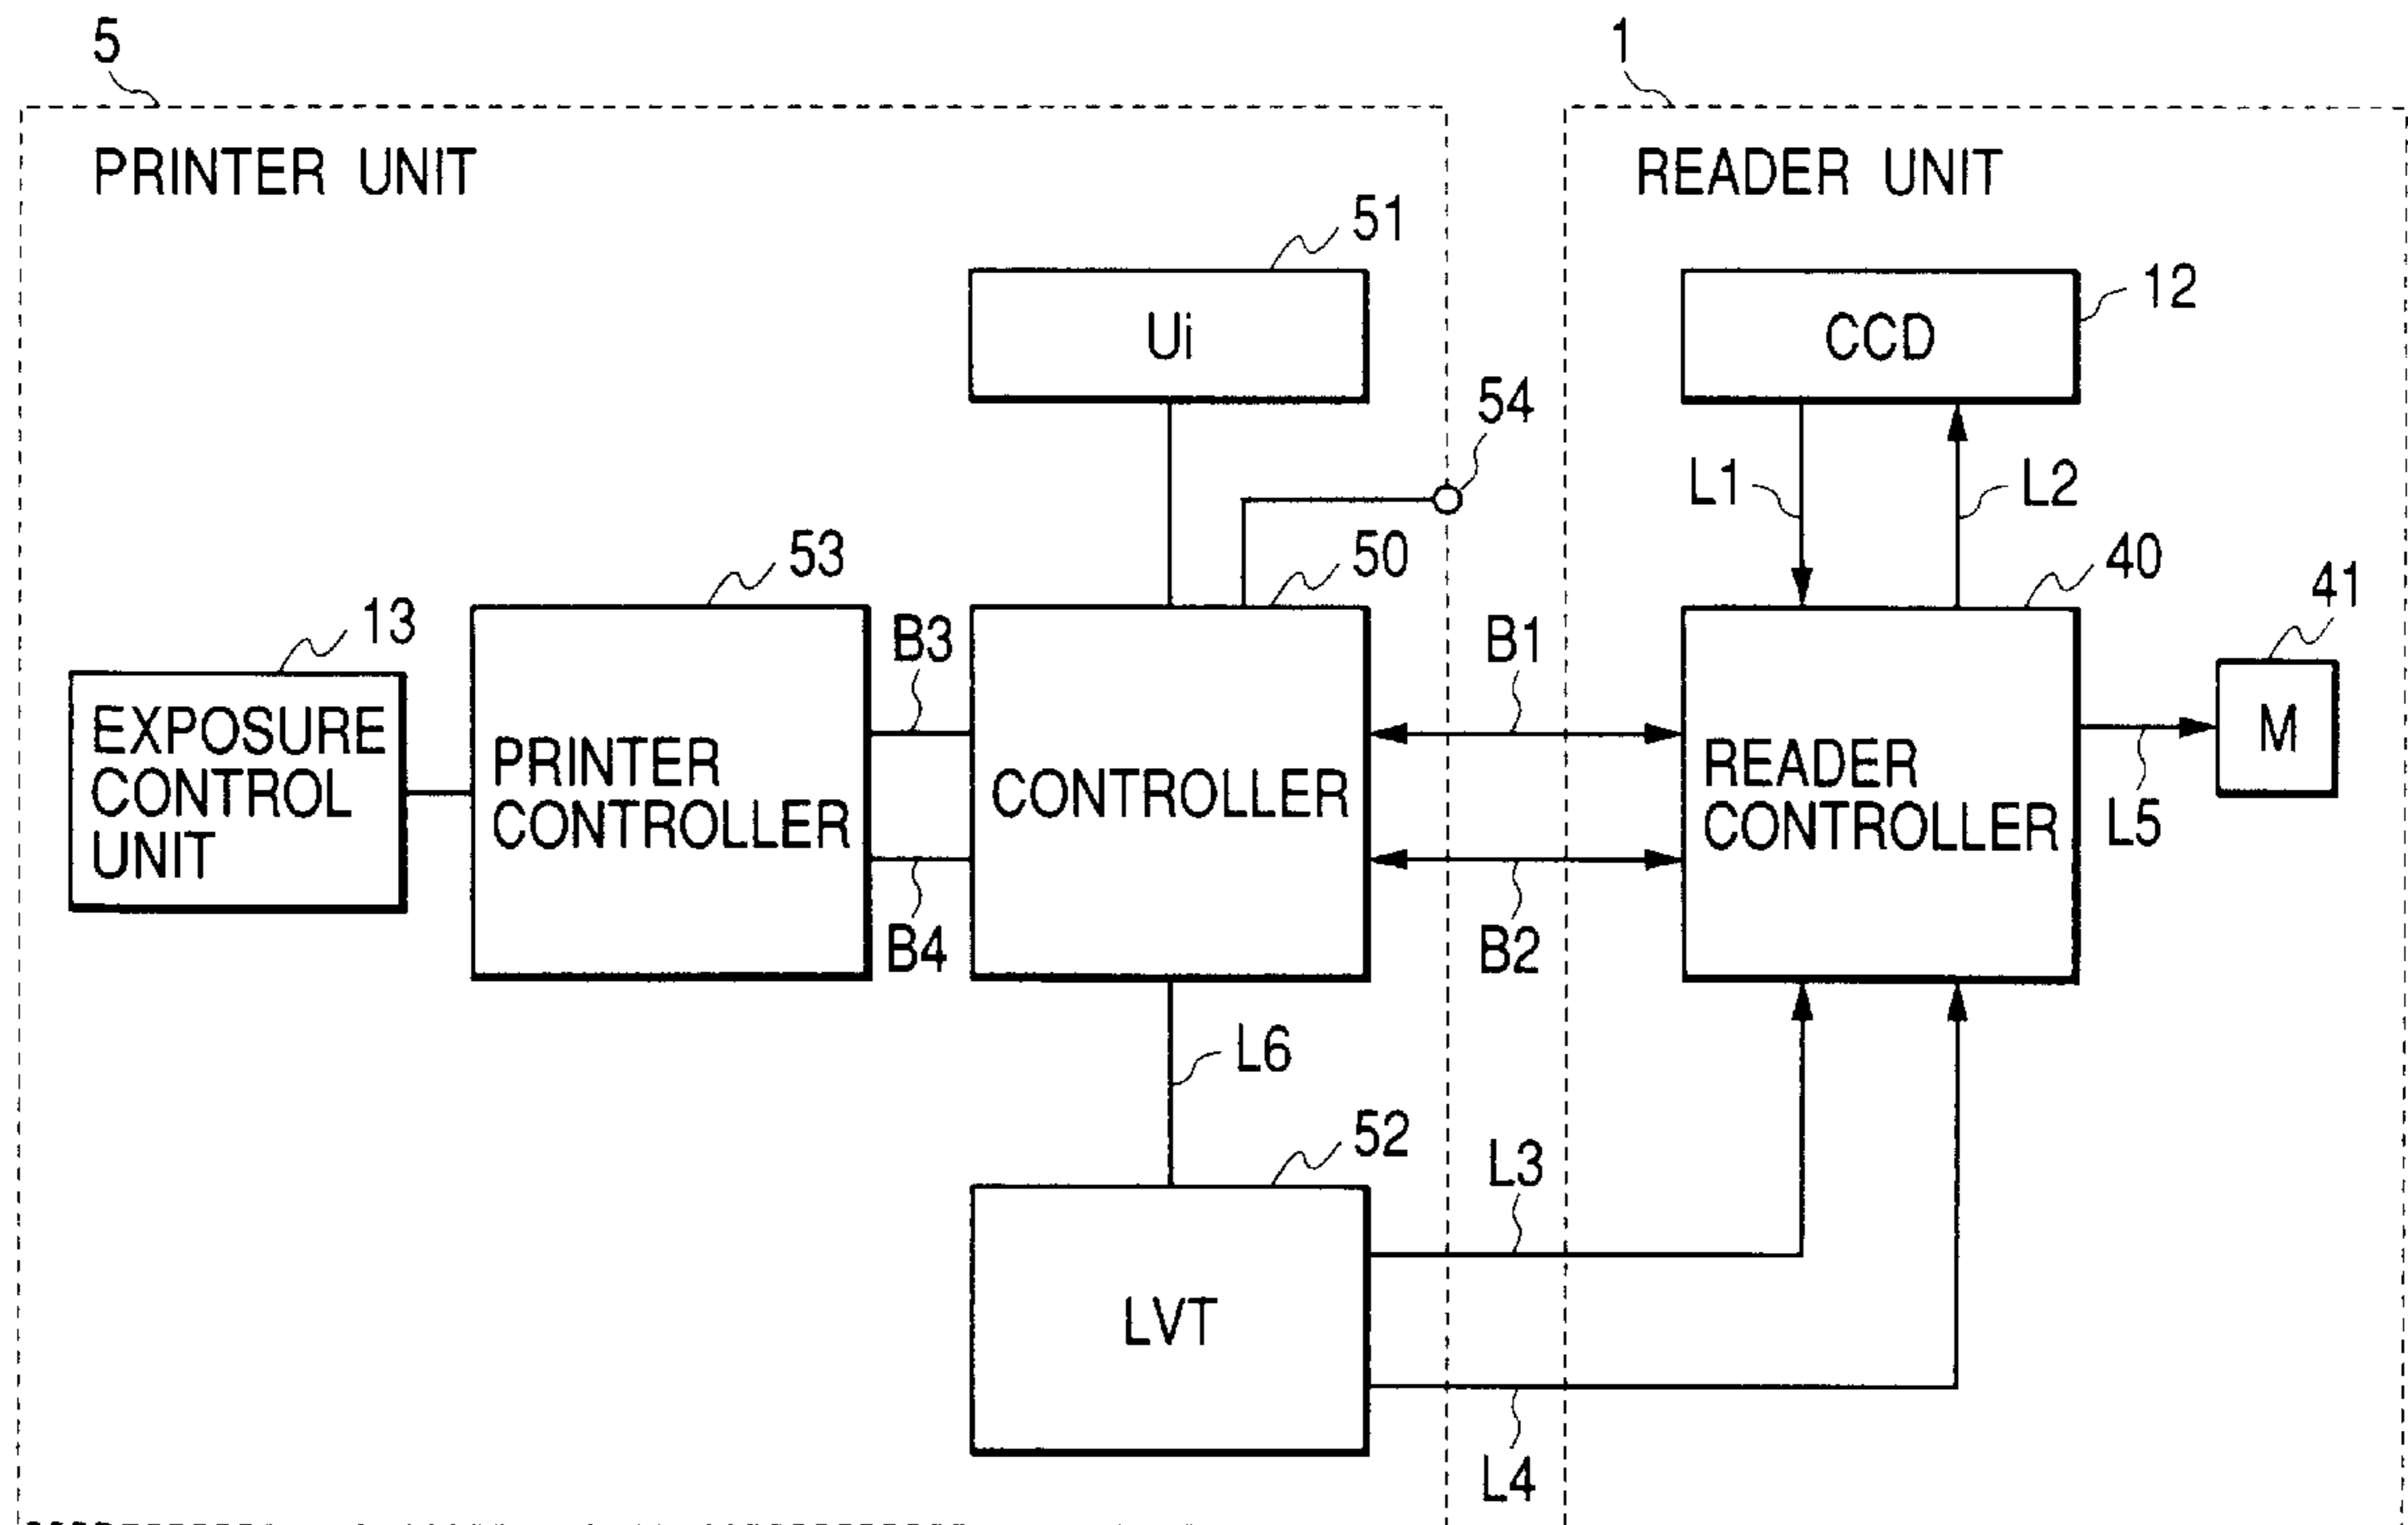 5
1
PRINTER UNIT
READER UNIT
51
Ui
12
CCD
54
L1
L2
53
50
40
13
41
B3
B1
EXPOSURE
CONTROL
UNIT
PRINTER
CONTROLLER
CONTROLLER
READER
CONTROLLER
M
L5
B4
B2
L6
52
L3
LVT
L4